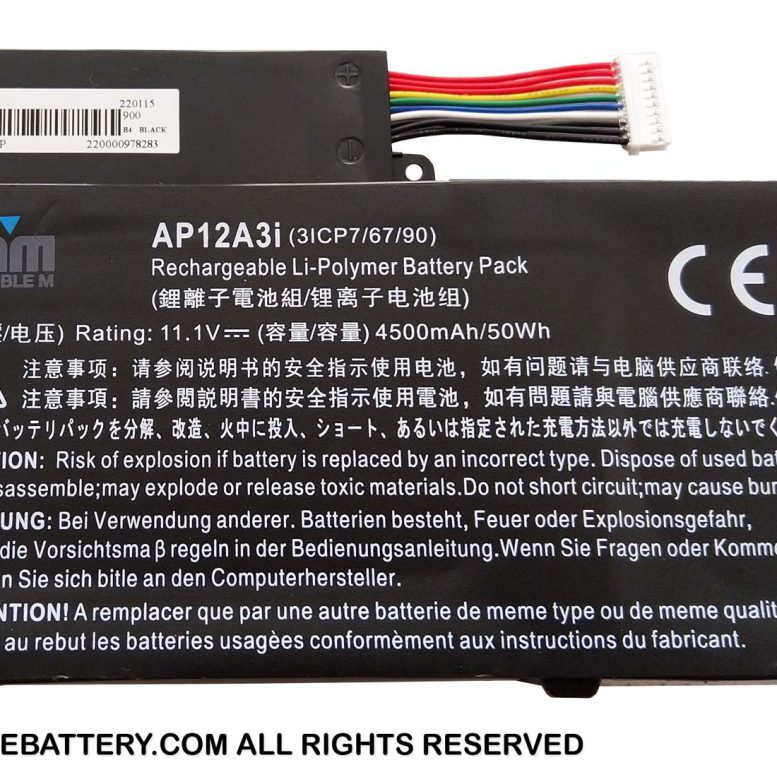 220115
900
B4 BLACK
220000978283
AP12A3i (3ICP7/67/90)
Rechargeable Li-Polymer Battery Pack
(鋰離子電池組/锂离子电池组)
/电压) Rating: 11.1V⎓ (容量/容量) 4500mAh/50Wh
注意事项：请参阅说明书的安全指示使用电池，如有问题请与电脑供应商联络.
注意事項：請參閲說明書的安全指示使用電池，如有問題請與電腦供應商聯絡.
バッテリパックを分解、改造、火中に投入、ショート、あるいは指定された充電方法以外では充電しないでく
ION: Risk of explosion if battery is replaced by an incorrect type. Dispose of used bat
sassemble;may explode or release toxic materials.Do not short circuit;may cause bur
UNG: Bei Verwendung anderer. Batterien besteht, Feuer oder Explosionsgefahr,
die Vorsichtsmaβregeln in der Bedienungsanleitung.Wenn Sie Fragen oder Komme
n Sie sich bitle an den Computerhersteller.
NTION! A remplacer que par une autre batterie de meme type ou de meme qualit
au rebut les batteries usagèes conformèment aux instructions du fabricant.
EBATTERY.COM ALL RIGHTS RESERVED